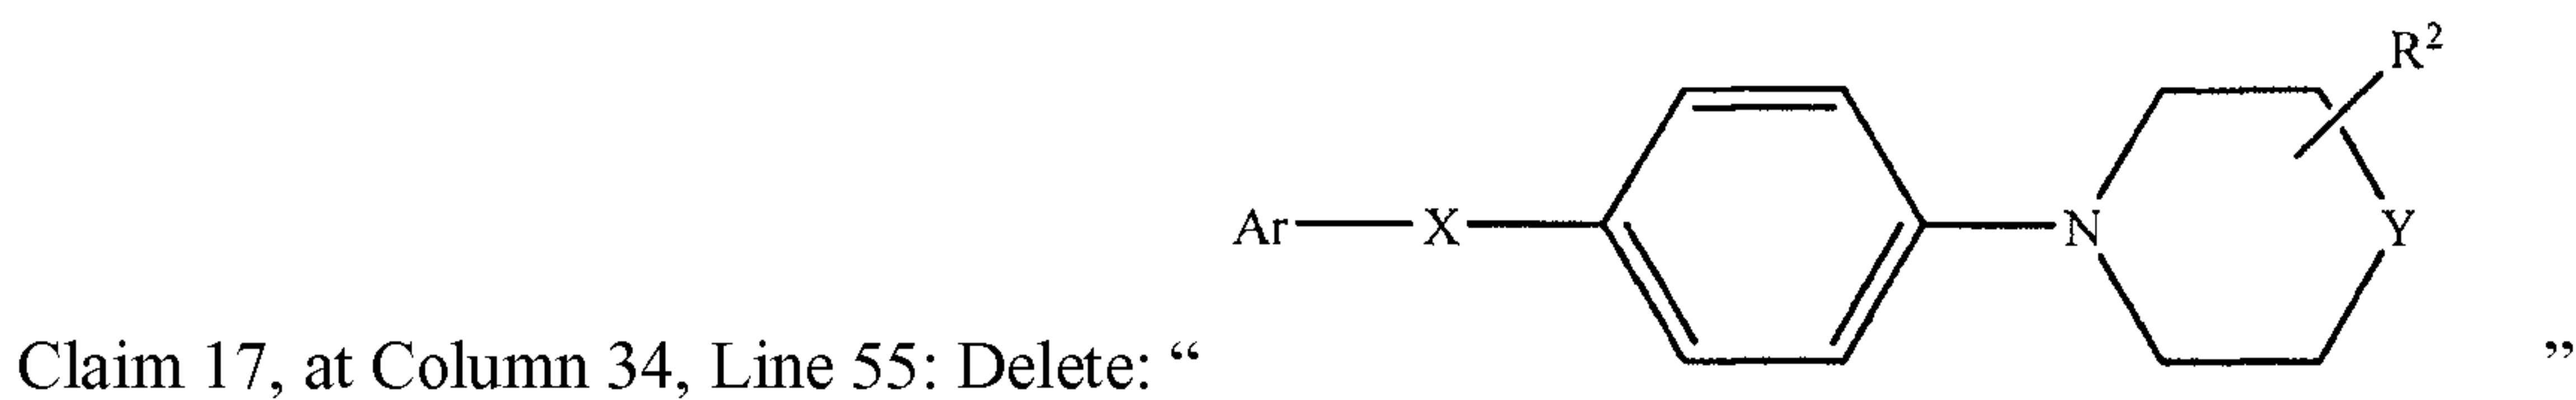 R²
Ar X N Y
Claim 17, at Column 34, Line 55: Delete: “ ”